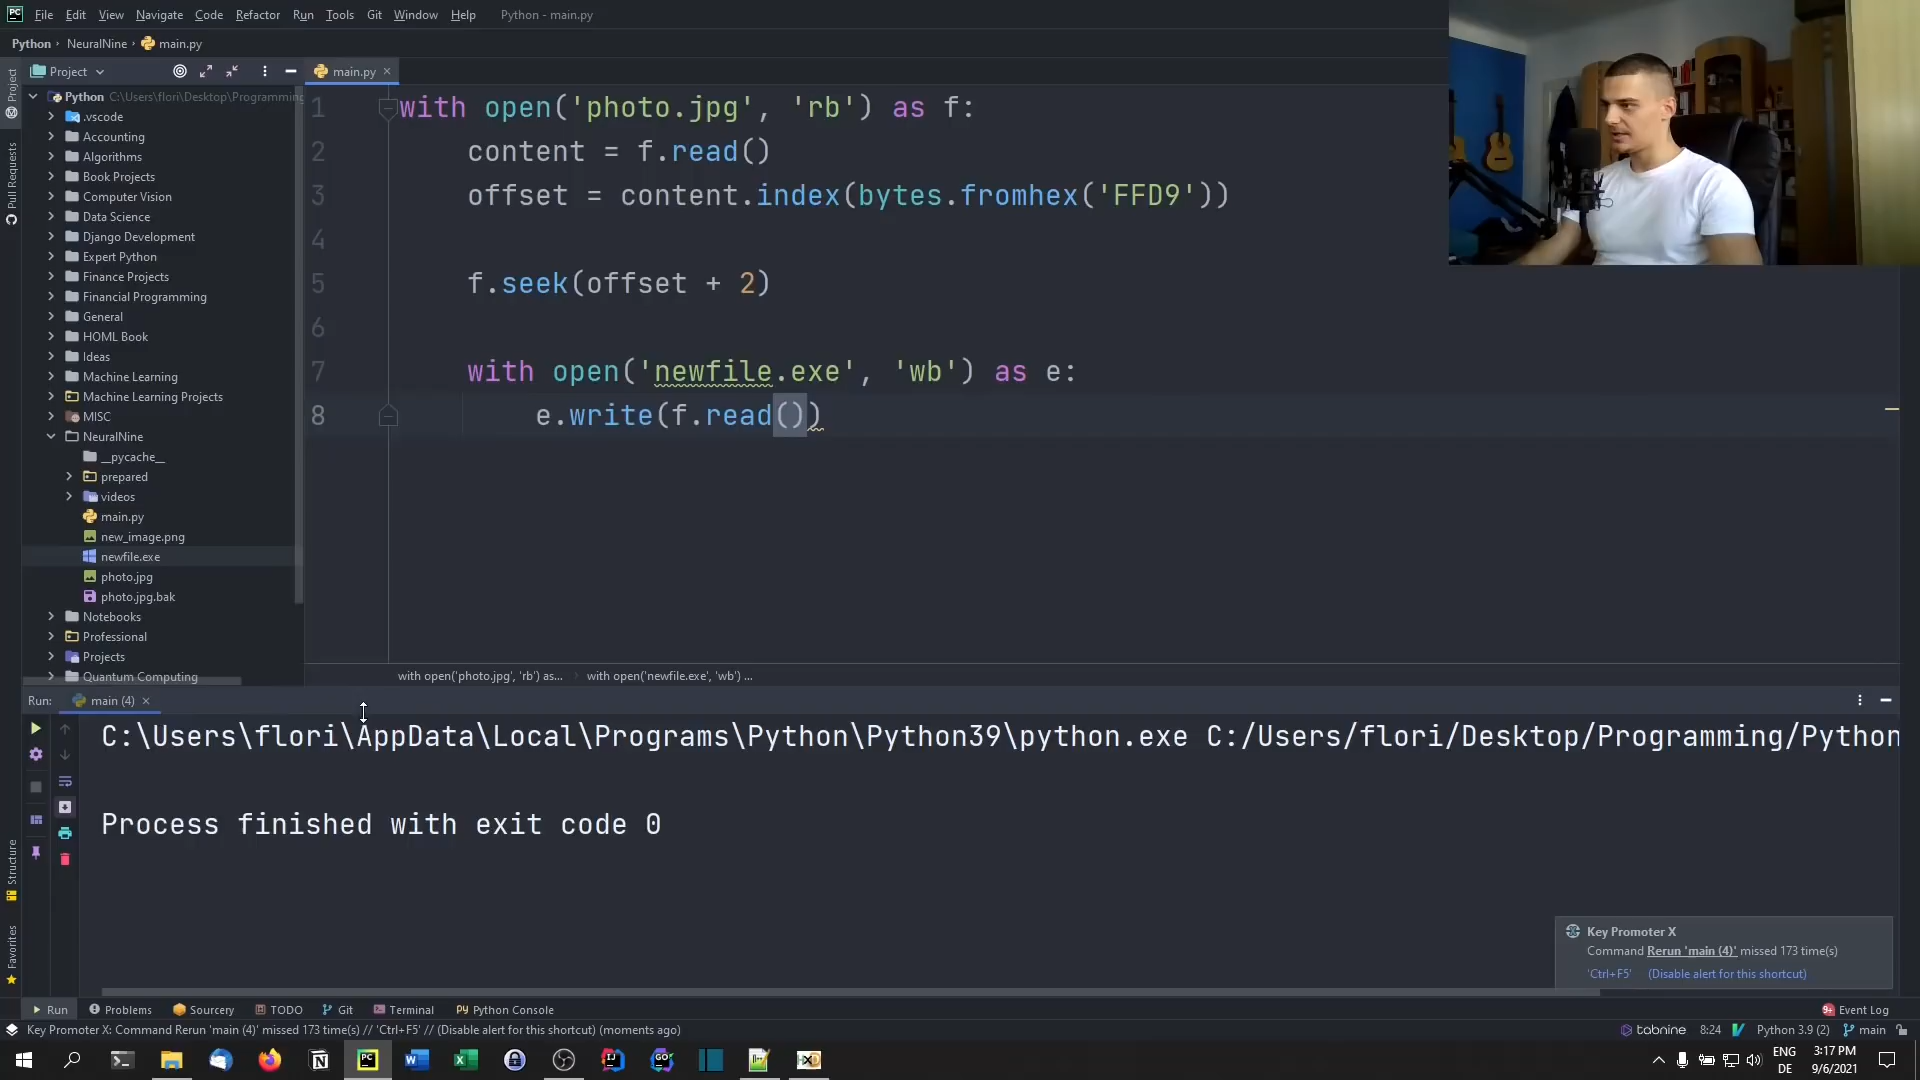 File Edit View Navigate Code Refactor Run Tools Git Window Help Python - main.py
Python NeuralNine main.py
Project
main.py
Python C:\Users\flori\Desktop\Programming
.vscode
Accounting
Algorithms
Book Projects
Computer Vision
Data Science
Django Development
Expert Python
Finance Projects
Financial Programming
General
HOML Book
Ideas
Machine Learning
Machine Learning Projects
MISC
NeuralNine
__pycache__
prepared
videos
main.py
new_image.png
newfile.exe
photo.jpg
photo.jpg.bak
Notebooks
Professional
Projects
Quantum Computing
Project
Pull Requests
Structure
Favorites
1 with open('photo.jpg', 'rb') as f:
2 content = f.read()
3 offset = content.index(bytes.fromhex('FFD9'))
4
5 f.seek(offset + 2)
6
7 with open('newfile.exe', 'wb') as e:
8 e.write(f.read())
with open('photo.jpg', 'rb') as... with open('newfile.exe', 'wb') ...
Run: main (4)
C:\Users\flori\AppData\Local\Programs\Python\Python39\python.exe C:/Users/flori/Desktop/Programming/Python
Process finished with exit code 0
Key Promoter X
Command Rerun 'main (4)' missed 173 time(s)
'Ctrl+F5' (Disable alert for this shortcut)
Run Problems Sourcery TODO Git Terminal Python Console Event Log
Key Promoter X: Command Rerun 'main (4)' missed 173 time(s) // 'Ctrl+F5' // (Disable alert for this shortcut) (moments ago) tabnine 8:24 Python 3.9 (2) main
ENG 3:17 PM
DE 9/6/2021